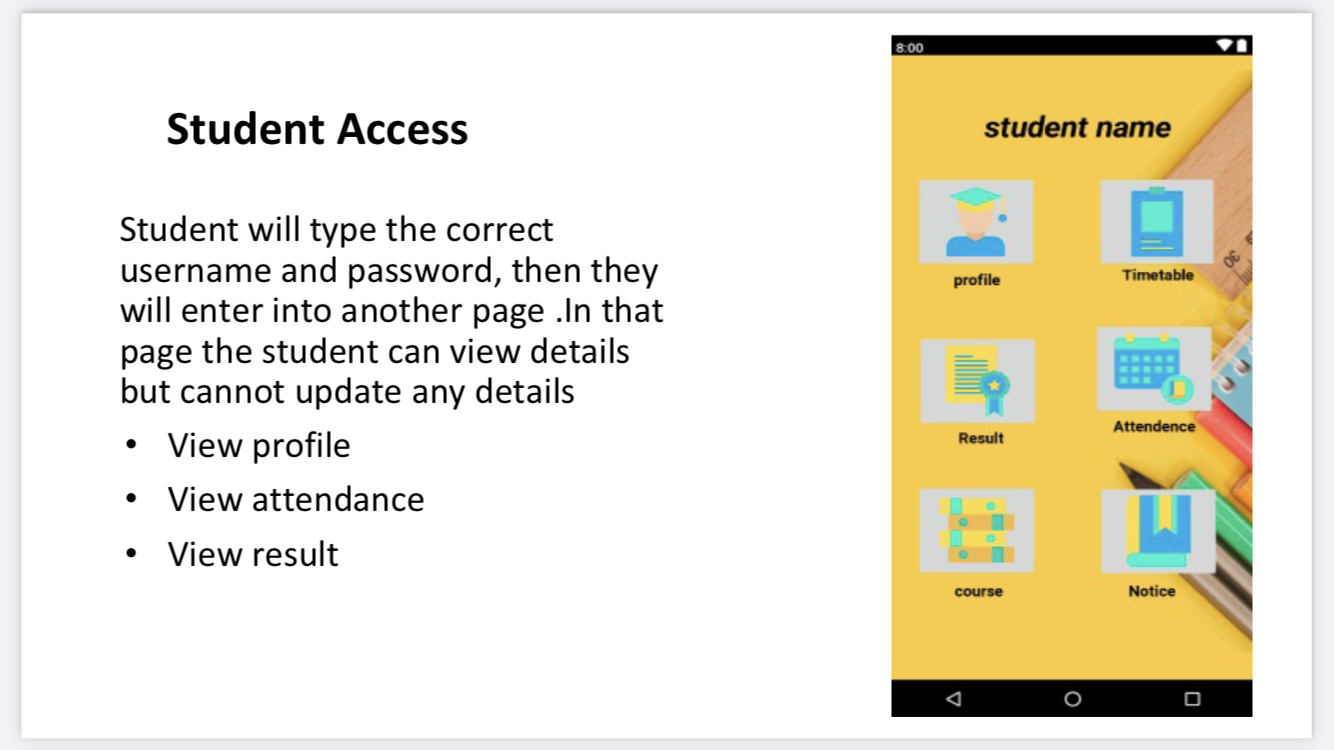 Student Access
Student will type the correct
username and password, then they
will enter into another page .In that
page the student can view details
but cannot update any details
• View profile
• View attendance
• View result
8:00
student name
profile
Timetable
Result
Attendence
course
Notice
30